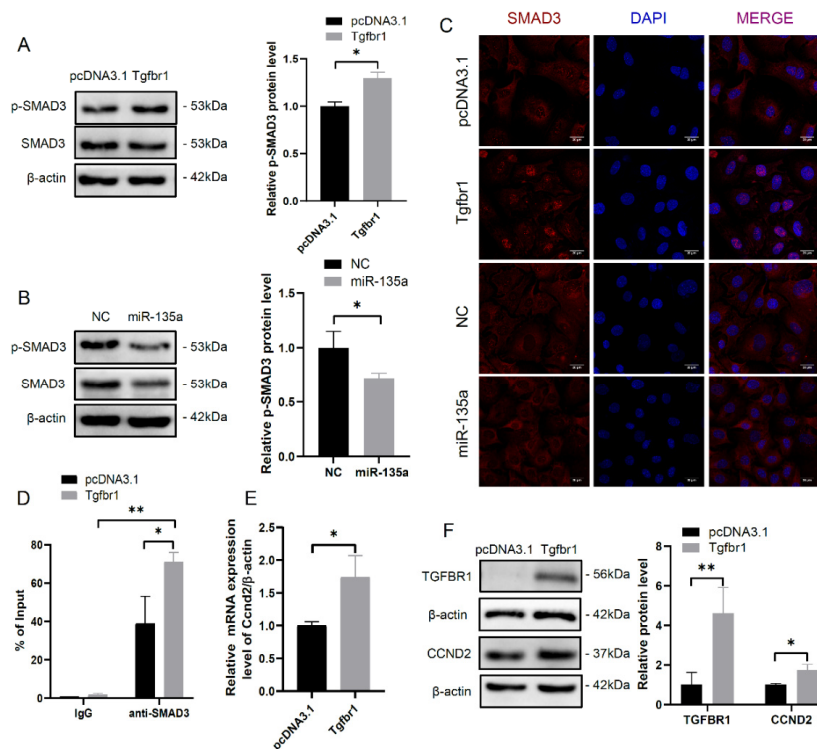 A
pcDNA3.1 Tgfbr1
p-SMAD3 - 53kDa
SMAD3 - 53kDa
β-actin - 42kDa
pcDNA3.1
Tgfbr1
*
Relative p-SMAD3 protein level
1.5
1.0
0.5
0.0
pcDNA3.1 Tgfbr1
B
NC miR-135a
p-SMAD3 - 53kDa
SMAD3 - 53kDa
β-actin - 42kDa
NC
miR-135a
*
Relative p-SMAD3 protein level
1.5
1.0
0.5
0.0
NC miR-135a
C
SMAD3 DAPI MERGE
pcDNA3.1
Tgfbr1
NC
miR-135a
D
pcDNA3.1
Tgfbr1
**
*
% of Input
80
60
40
20
0
IgG anti-SMAD3
E
*
Relative mRNA expression
level of Ccnd2/β-actin
2.5
2.0
1.5
1.0
0.5
0.0
pcDNA3.1 Tgfbr1
F
pcDNA3.1 Tgfbr1
TGFBR1 - 56kDa
β-actin - 42kDa
CCND2 - 37kDa
β-actin - 42kDa
pcDNA3.1
Tgfbr1
**
*
Relative protein level
8
6
4
2
0
TGFBR1 CCND2